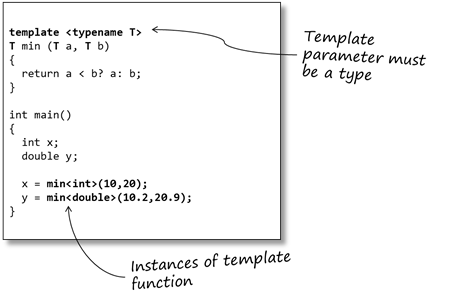 template <typename T>
T min (T a, T b)
{
return a < b? a: b;
}
int main()
{
int x;
double y;
x = min<int>(10,20);
y = min<double>(10.2,20.9);
}
Template
parameter must
be a type
Instances of template
function